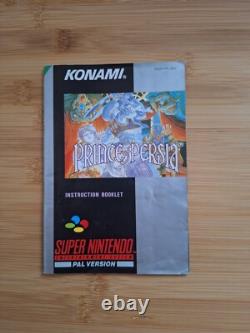 KONAMI®
PRINCE OF PERSIA
INSTRUCTION BOOKLET
SUPER NINTENDO
ENTERTAINMENT SYSTEM
PAL VERSION